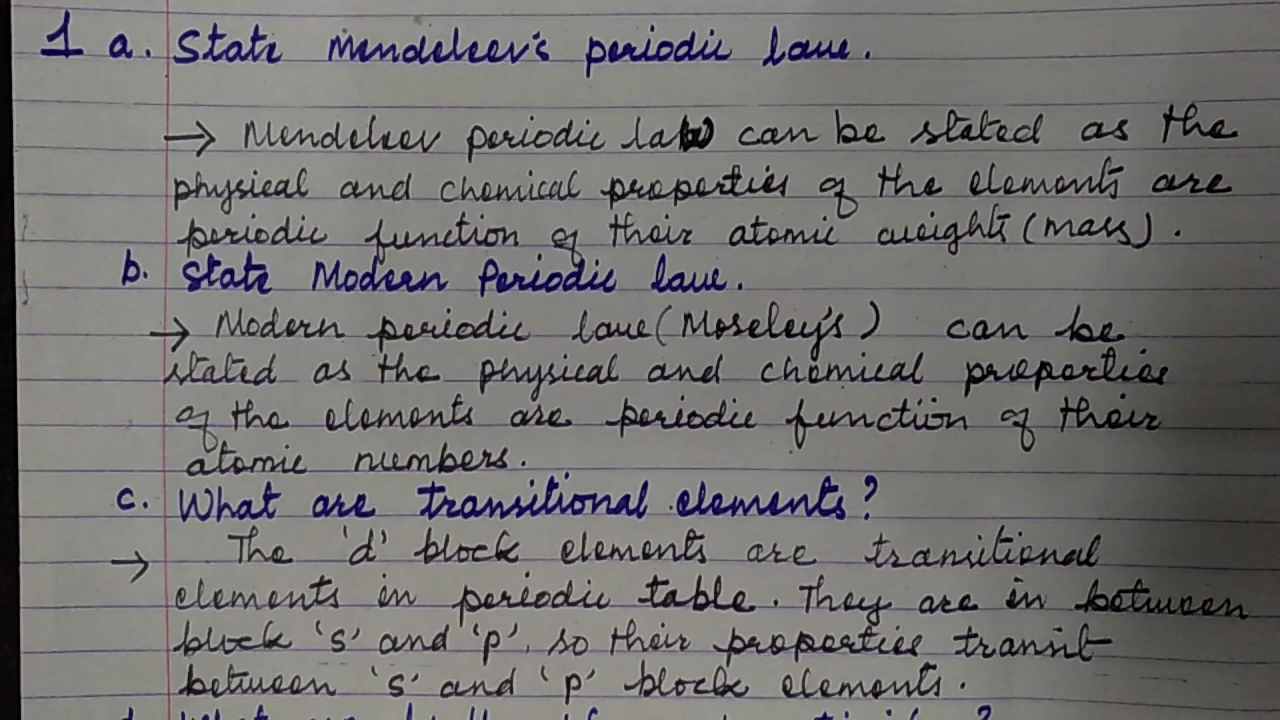 1 a. State Mendeleev's periodic law.
→ Mendeleev periodic law can be stated as the
physical and chemical properties of the elements are
periodic function of their atomic weights (mass).
b. State Modern Periodic law.
→ Modern periodic law (Moseley's) can be
stated as the physical and chemical properties
of the elements are periodic function of their
atomic numbers.
c. What are transitional elements?
→ The 'd' block elements are transitional
elements in periodic table. They are in between
block 's' and 'p', so their properties transit
between 's' and 'p' block elements.